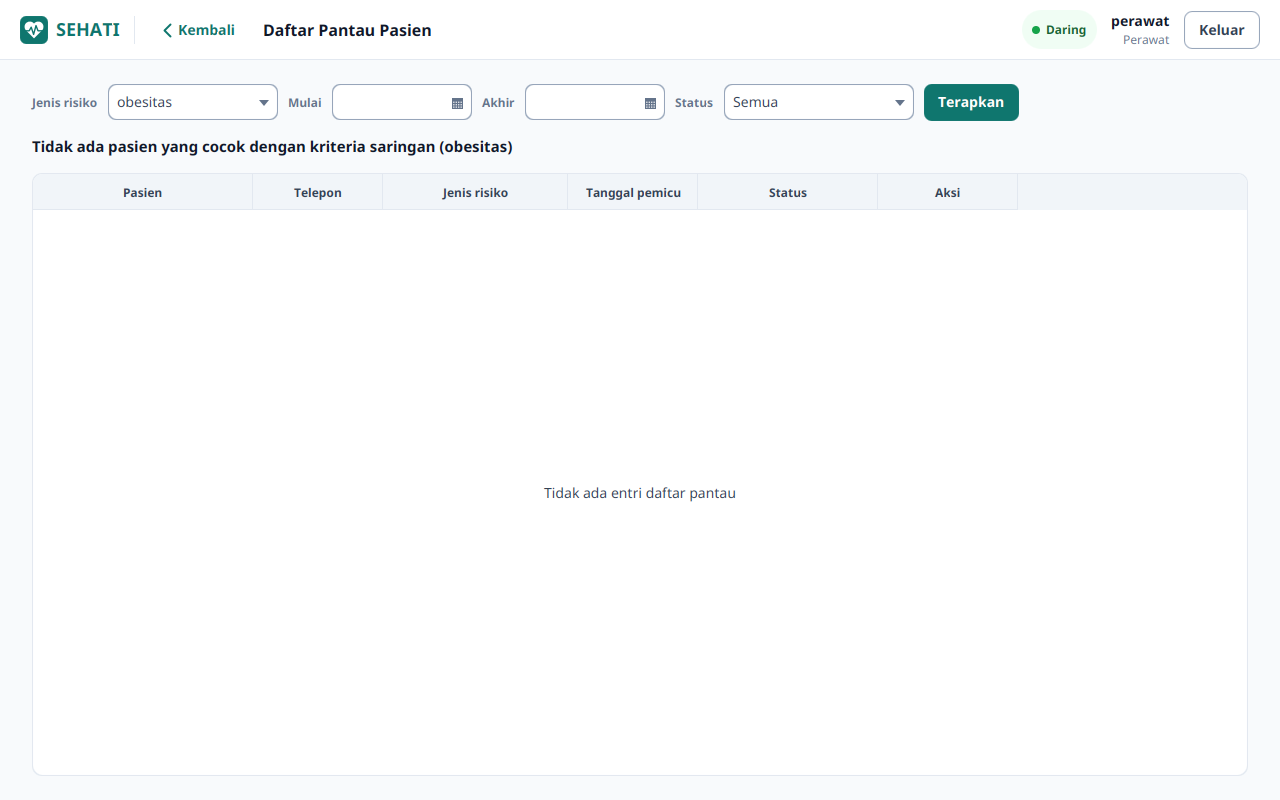 SEHATI
Kembali
Daftar Pantau Pasien
Daring
perawat
Perawat
Keluar
Jenis risiko
obesitas
Mulai
Akhir
Status
Semua
Terapkan
Tidak ada pasien yang cocok dengan kriteria saringan (obesitas)
Pasien
Telepon
Jenis risiko
Tanggal pemicu
Status
Aksi
Tidak ada entri daftar pantau